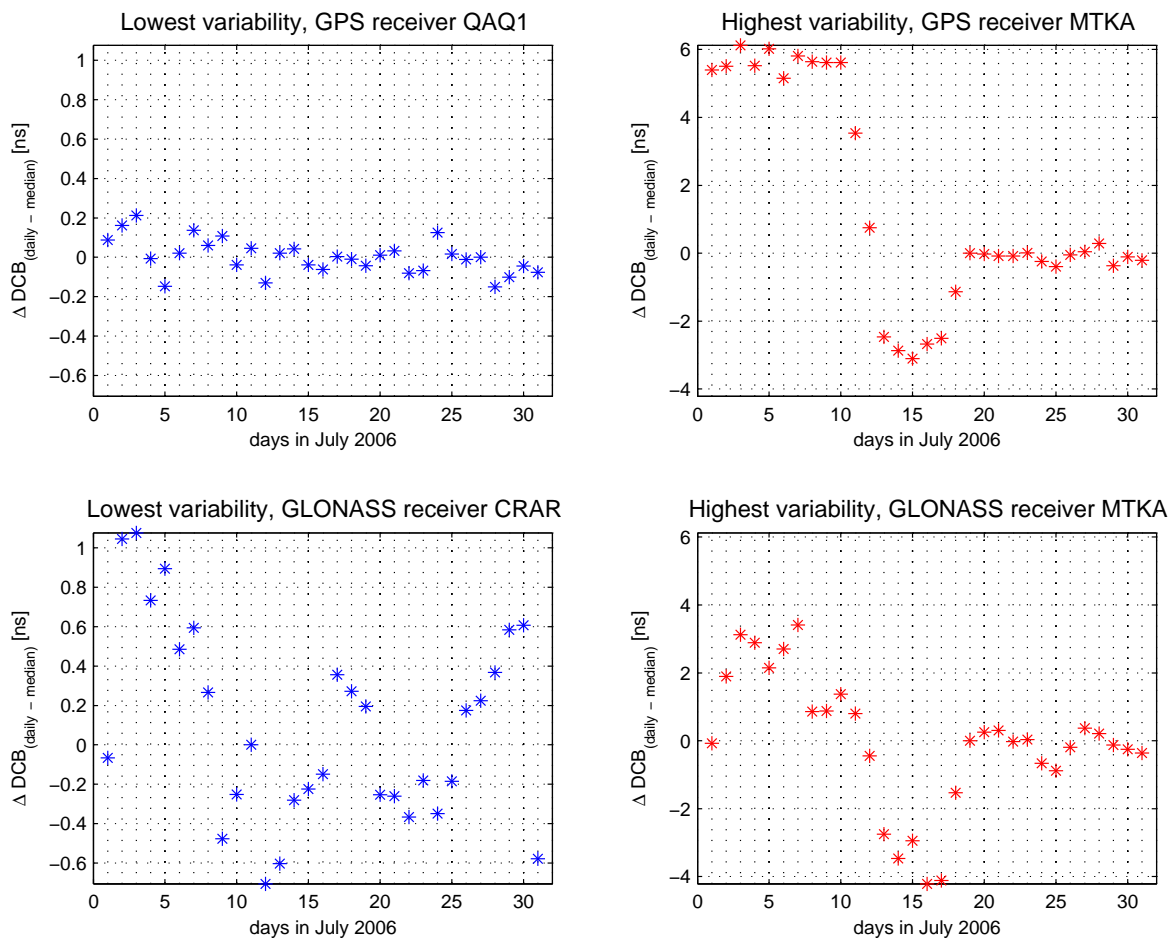 Lowest variability, GPS receiver QAQ1
1
0.8
0.6
0.4
0.2
0
−0.2
−0.4
−0.6
Δ DCB(daily − median) [ns]
0 5 10 15 20 25 30
days in July 2006
Highest variability, GPS receiver MTKA
6
4
2
0
−2
−4
Δ DCB(daily − median) [ns]
0 5 10 15 20 25 30
days in July 2006
Lowest variability, GLONASS receiver CRAR
1
0.8
0.6
0.4
0.2
0
−0.2
−0.4
−0.6
Δ DCB(daily − median) [ns]
0 5 10 15 20 25 30
days in July 2006
Highest variability, GLONASS receiver MTKA
6
4
2
0
−2
−4
Δ DCB(daily − median) [ns]
0 5 10 15 20 25 30
days in July 2006